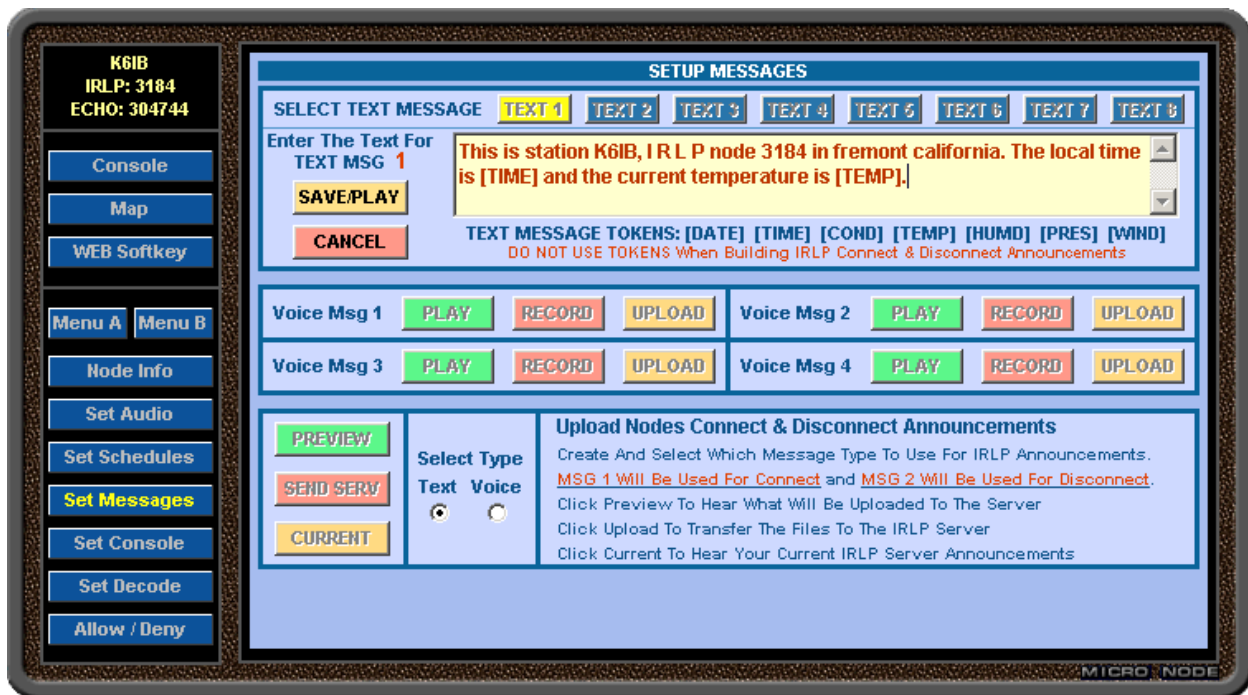 K6IB
IRLP: 3184
ECHO: 304744
Console
Map
WEB Softkey
Menu A Menu B
Node Info
Set Audio
Set Schedules
Set Messages
Set Console
Set Decode
Allow / Deny
SETUP MESSAGES
SELECT TEXT MESSAGE TEXT 1 TEXT 2 TEXT 3 TEXT 4 TEXT 5 TEXT 6 TEXT 7 TEXT 8
Enter The Text For
TEXT MSG 1
SAVE/PLAY
CANCEL
This is station K6IB, I R L P node 3184 in fremont california. The local time
is [TIME] and the current temperature is [TEMP].
TEXT MESSAGE TOKENS: [DATE] [TIME] [COND] [TEMP] [HUMD] [PRES] [WIND]
DO NOT USE TOKENS When Building IRLP Connect & Disconnect Announcements
Voice Msg 1 PLAY RECORD UPLOAD Voice Msg 2 PLAY RECORD UPLOAD
Voice Msg 3 PLAY RECORD UPLOAD Voice Msg 4 PLAY RECORD UPLOAD
PREVIEW
SEND SERV
CURRENT
Select Type
Text Voice
Upload Nodes Connect & Disconnect Announcements
Create And Select Which Message Type To Use For IRLP Announcements.
MSG 1 Will Be Used For Connect and MSG 2 Will Be Used For Disconnect.
Click Preview To Hear What Will Be Uploaded To The Server
Click Upload To Transfer The Files To The IRLP Server
Click Current To Hear Your Current IRLP Server Announcements
MICRO NODE